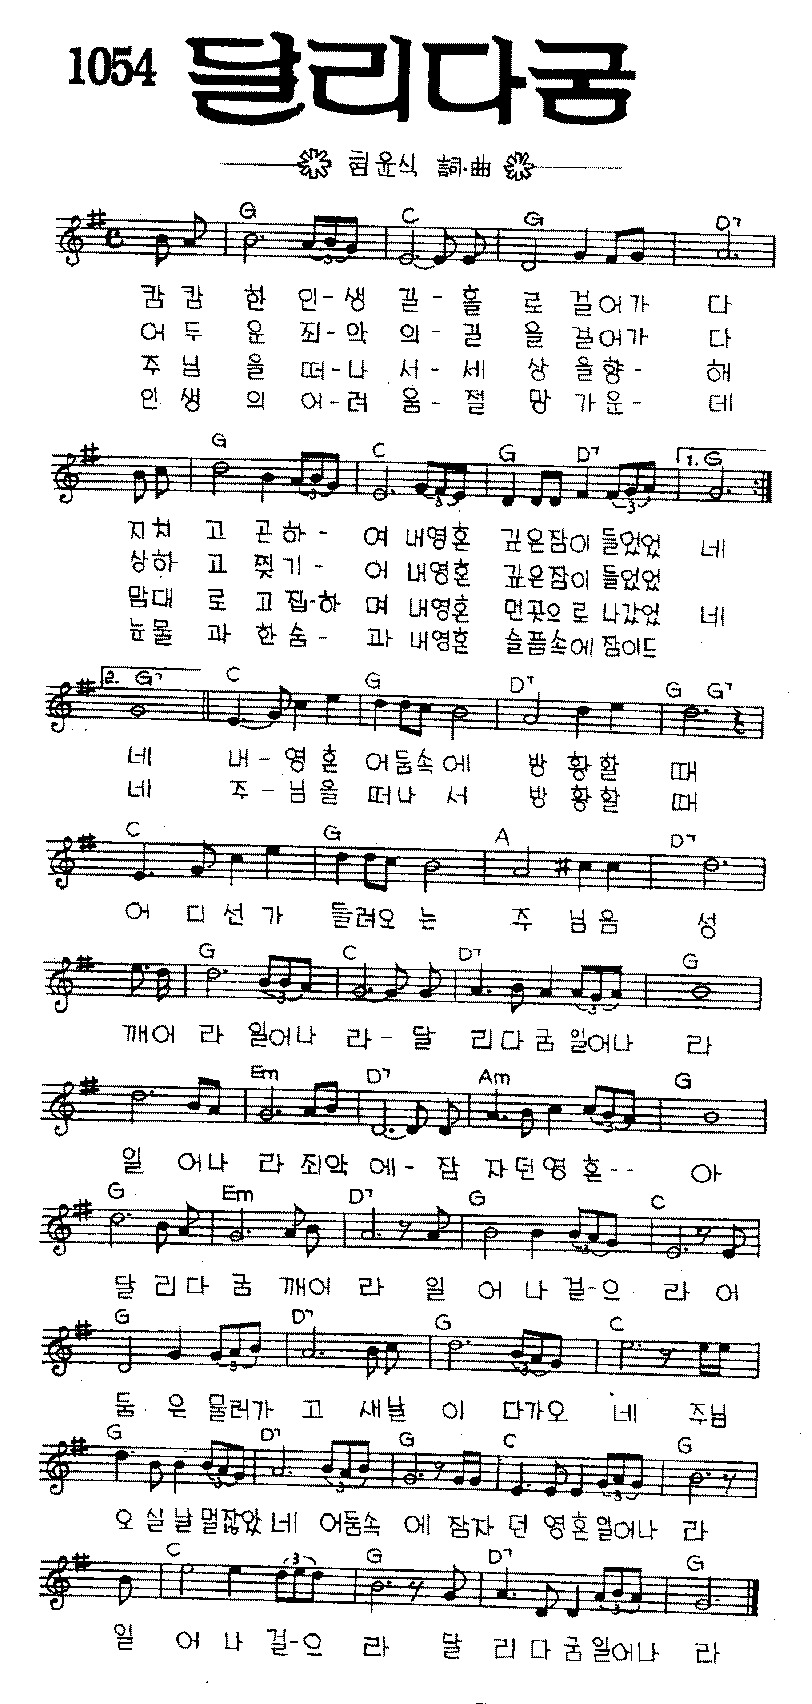 1054 달리다굼
험윤식 詞·曲
G C G D7
캄캄 한 인-생 길- 홀 로 걸어가 다
어두 운 죄-악 의- 길 을 걸어가 다
주님 을 떠-나 서- 세 상 을향- 해
인생 의 어-려 움- 절 망 가운- 데
G C G D7 1. G
지쳐 고 곤하- 여 내영혼 깊은잠이 들었었 네
상하 고 찢기- 어 내영혼 깊은잠이 들었었
맘대 로 고집-하 며 내영혼 먼곳으로 나갔었 네
눈물 과 한숨- 과 내영혼 슬픔속에 잠이드
2. G7 C G D7 G G7
네 내-영혼 어둠속에 방황할 때
네 주-님을 떠나서 방황할 때
C G A D7
어 디선가 들려오는 주 님음 성
G C D7 G
깨어 라 일어나 라-달 리다굼 일어나 라
Em D7 Am G
일 어나 라 죄악 에-잠 자던영 혼-- 아
G Em D7 G C
달 리다 굼 깨어 라 일 어 나 걸-으 라 어
G D7 G C
둠 은 물러가 고 새날 이 다가오 네 주님
G D7 G C G
오 실날 멀잖았 네 어둠속 에 잠자 던 영혼일어나 라
C G D7 G
일 어 나 걸-으 라 달 리 다굼일어나 라